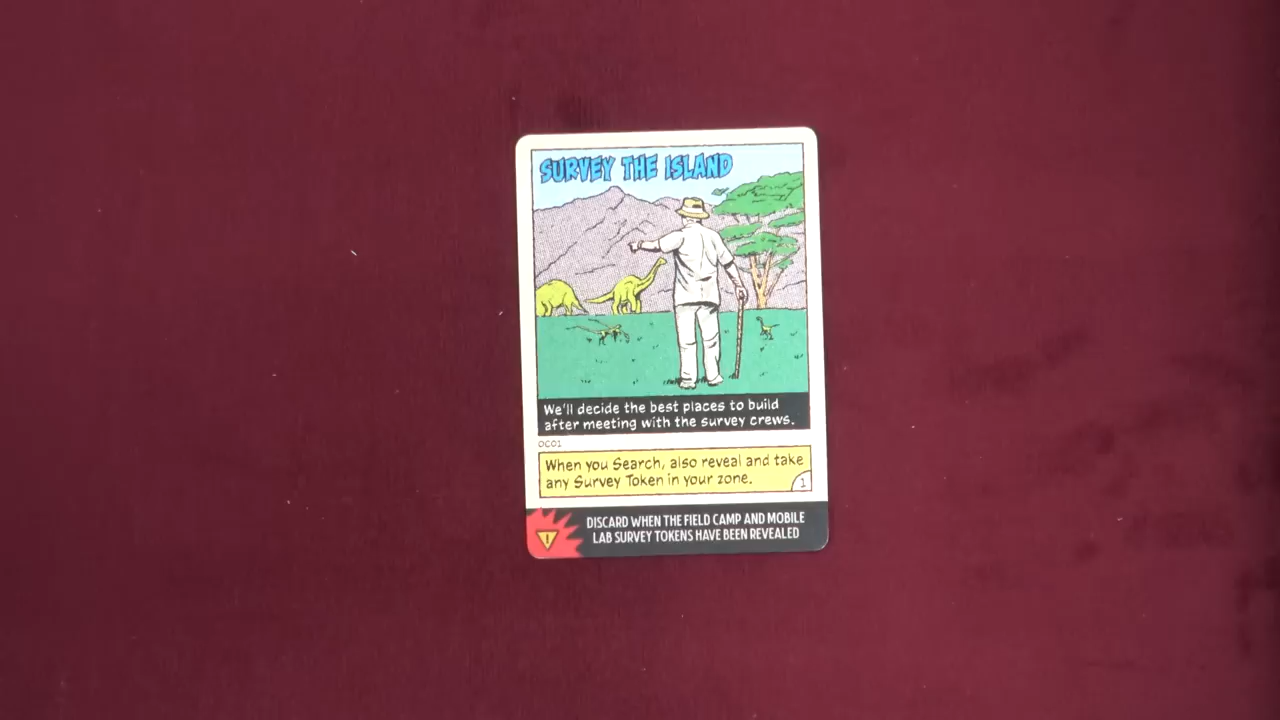 SURVEY THE ISLAND
We'll decide the best places to build
after meeting with the survey crews.
OC01
When you Search, also reveal and take
any Survey Token in your zone.
1
!
DISCARD WHEN THE FIELD CAMP AND MOBILE
LAB SURVEY TOKENS HAVE BEEN REVEALED